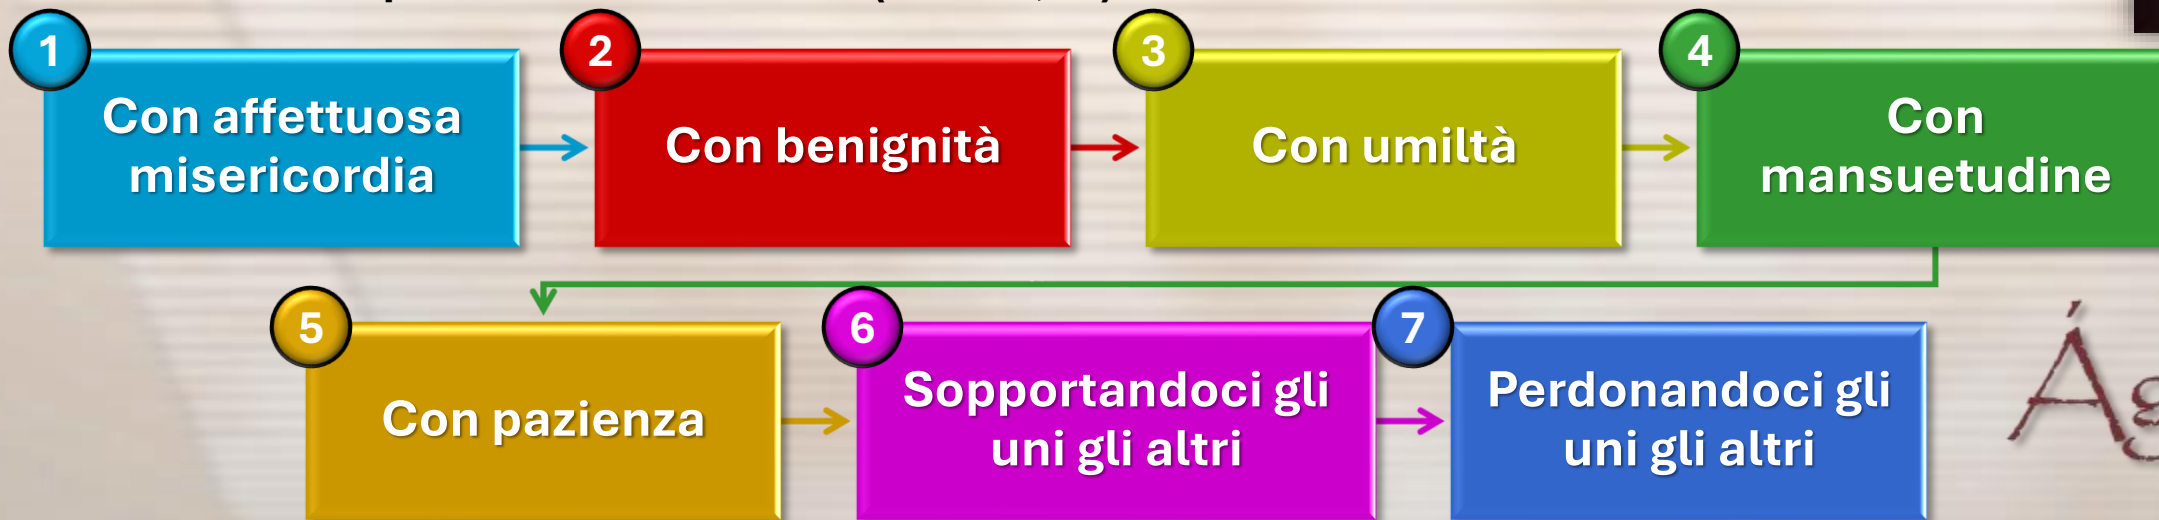 1
Con affettuosa
misericordia
2
Con benignità
3
Con umiltà
4
Con
mansuetudine
5
Con pazienza
6
Sopportandoci gli
uni gli altri
7
Perdonandoci gli
uni gli altri